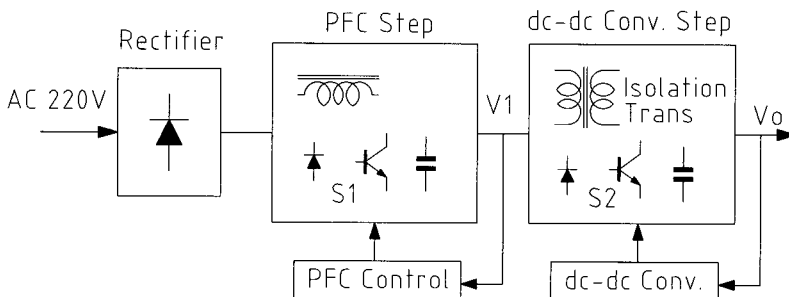 PFC Step
dc-dc Conv. Step
Rectifier
AC 220V
V1
Isolation
Trans
Vo
S1
S2
PFC Control
dc-dc Conv.